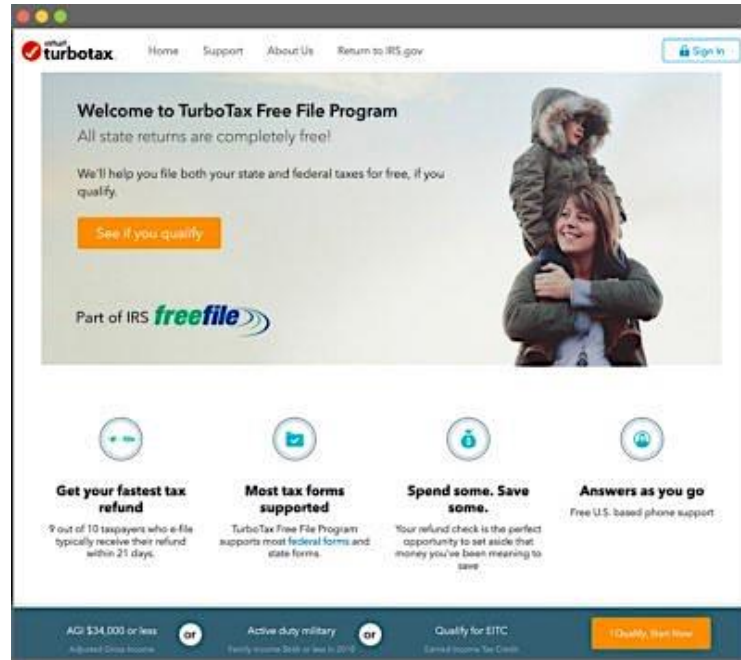 intuit
turbotax
Home Support About Us Return to IRS.gov Sign In
Welcome to TurboTax Free File Program
All state returns are completely free!
We'll help you file both your state and federal taxes for free, if you
qualify.
See if you qualify
Part of IRS freefile
Get your fastest tax
refund
9 out of 10 taxpayers who e-file
typically receive their refund
within 21 days.
Most tax forms
supported
TurboTax Free File Program
supports most federal forms and
state forms.
Spend some. Save
some.
Your refund check is the perfect
opportunity to set aside that
money you've been meaning to
save
Answers as you go
Free U.S. based phone support
AGI $34,000 or less or Active duty military or Qualify for EITC I Qualify, Start Now
Adjusted Gross Income Earned Income Tax Credit